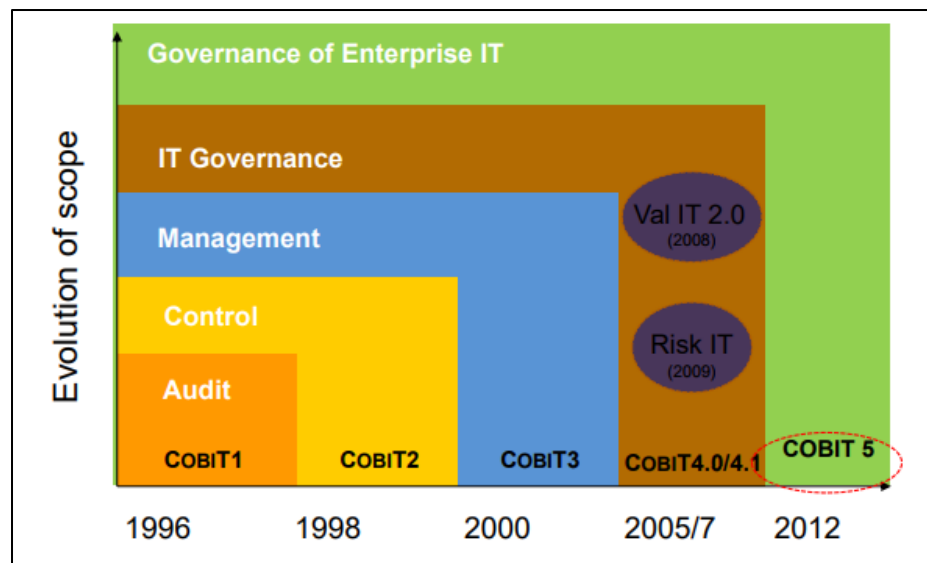 Governance of Enterprise IT
IT Governance
Val IT 2.0
(2008)
Management
Control
Risk IT
(2009)
Audit
COBIT1
COBIT2
COBIT3
COBIT4.0/4.1
COBIT 5
Evolution of scope
1996
1998
2000
2005/7
2012